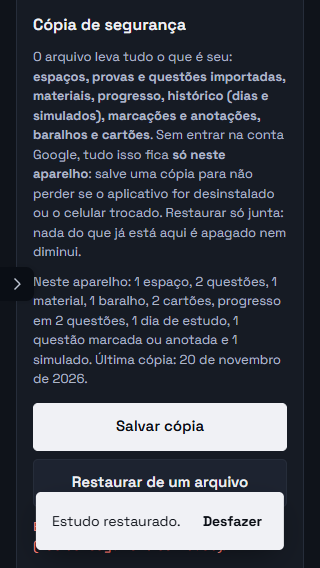 Cópia de segurança
O arquivo leva tudo o que é seu:
espaços, provas e questões importadas,
materiais, progresso, histórico (dias e
simulados), marcações e anotações,
baralhos e cartões. Sem entrar na conta
Google, tudo isso fica só neste
aparelho: salve uma cópia para não
perder se o aplicativo for desinstalado
ou o celular trocado. Restaurar só junta:
nada do que já está aqui é apagado nem
diminui.
Neste aparelho: 1 espaço, 2 questões, 1
material, 1 baralho, 2 cartões, progresso
em 2 questões, 1 dia de estudo, 1
questão marcada ou anotada e 1
simulado. Última cópia: 20 de novembro
de 2026.
Salvar cópia
Restaurar de um arquivo
Estudo restaurado. Desfazer